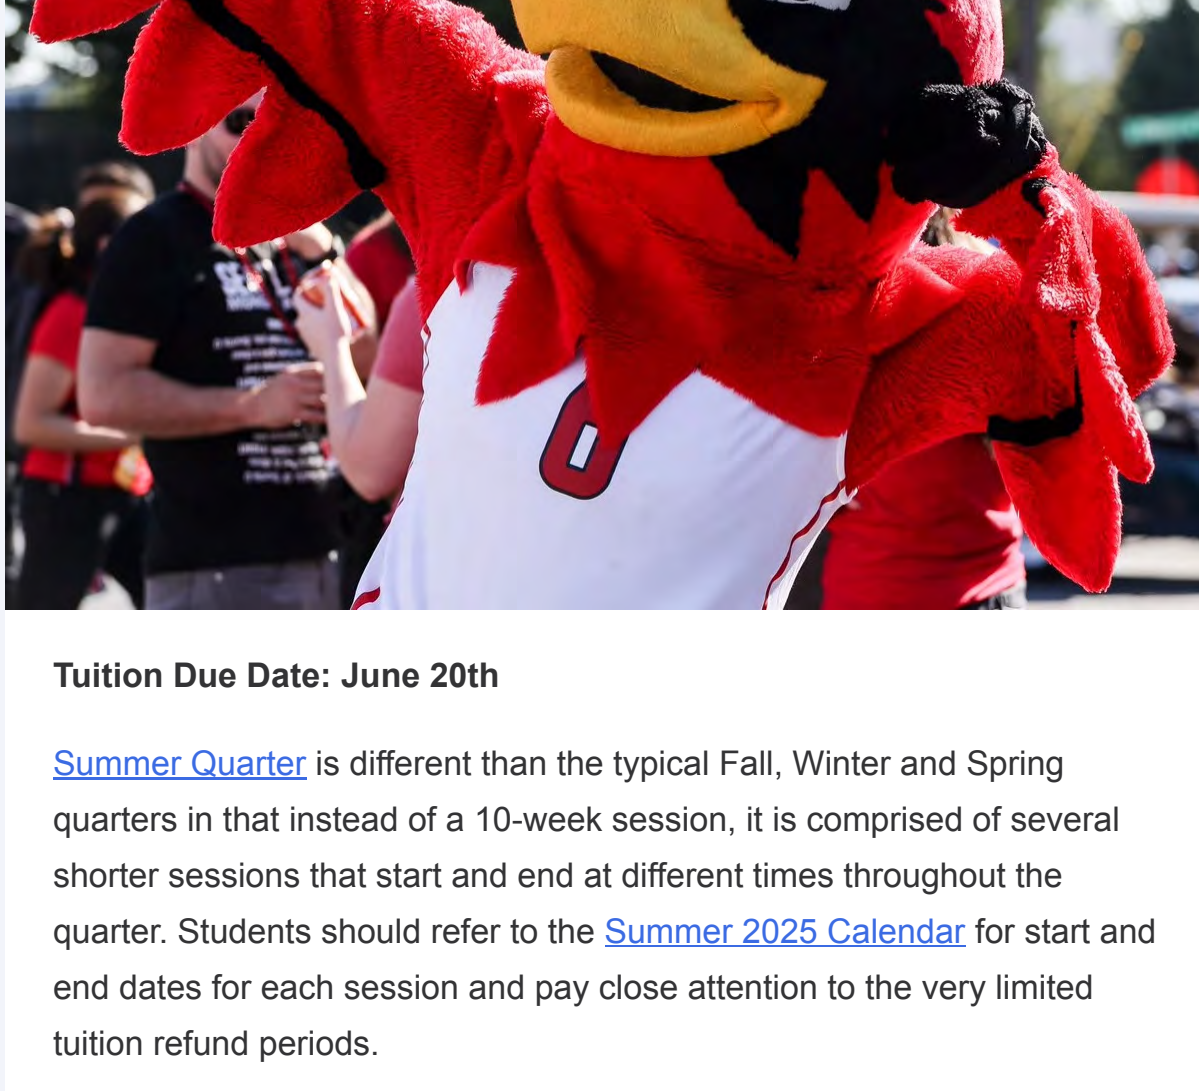 0
Tuition Due Date: June 20th
Summer Quarter is different than the typical Fall, Winter and Spring
quarters in that instead of a 10-week session, it is comprised of several
shorter sessions that start and end at different times throughout the
quarter. Students should refer to the Summer 2025 Calendar for start and
end dates for each session and pay close attention to the very limited
tuition refund periods.